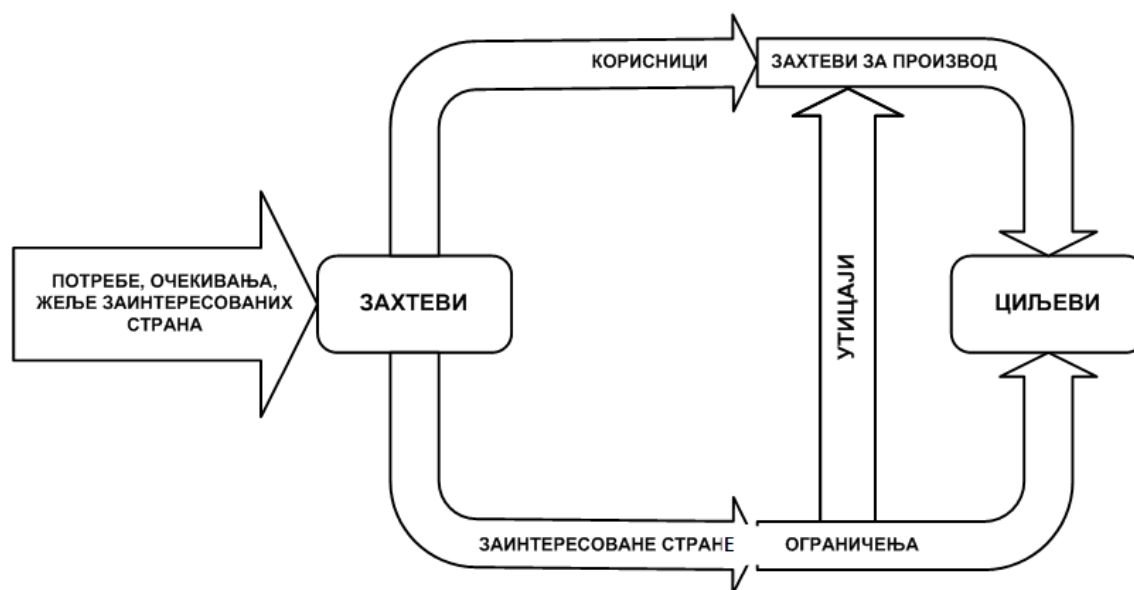 КОРИСНИЦИ
ЗАХТЕВИ ЗА ПРОИЗВОД
ПОТРЕБЕ, ОЧЕКИВАЊА,
ЖЕЉЕ ЗАИНТЕРЕСОВАНИХ
СТРАНА
ЗАХТЕВИ
УТИЦАЈИ
ЦИЉЕВИ
ЗАИНТЕРЕСОВАНЕ СТРАНЕ
ОГРАНИЧЕЊА